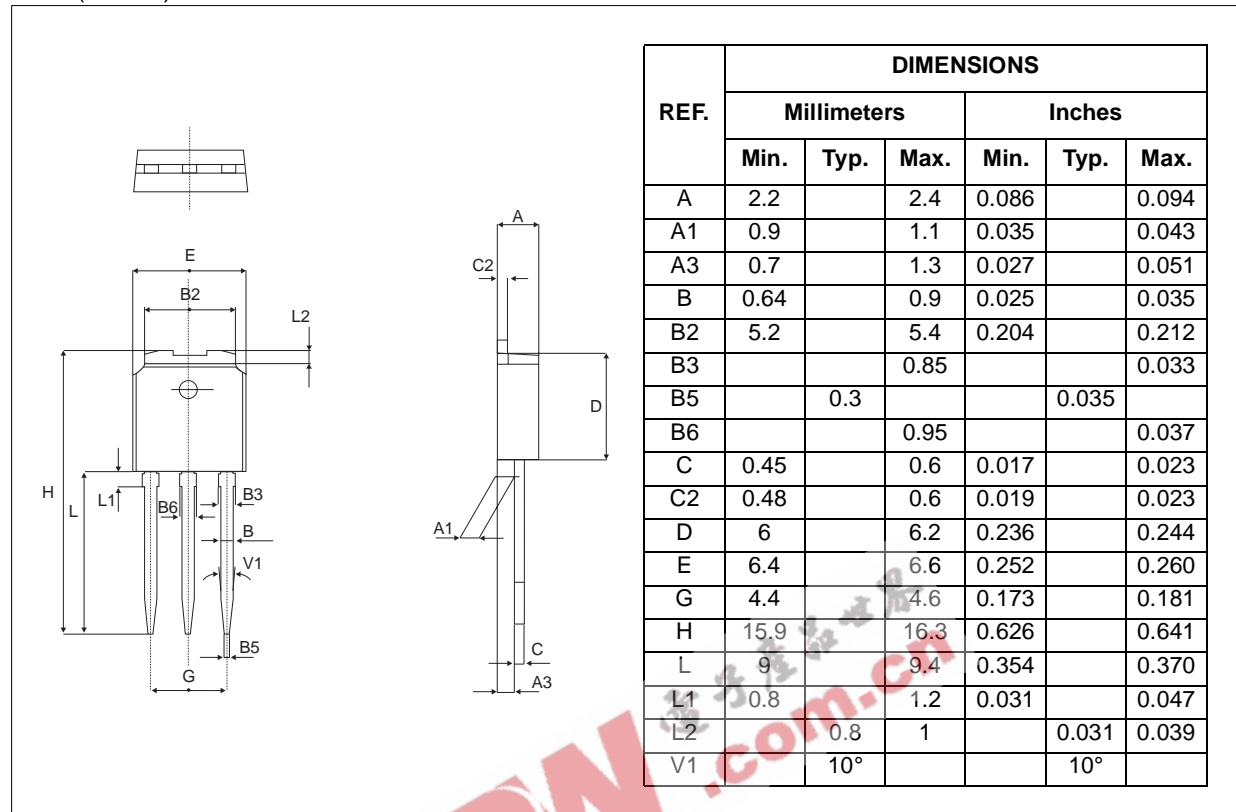 DIMENSIONS
REF. Millimeters Inches
Min. Typ. Max. Min. Typ. Max.
A 2.2 2.4 0.086 0.094
A1 0.9 1.1 0.035 0.043
A3 0.7 1.3 0.027 0.051
B 0.64 0.9 0.025 0.035
B2 5.2 5.4 0.204 0.212
B3 0.85 0.033
B5 0.3 0.035
B6 0.95 0.037
C 0.45 0.6 0.017 0.023
C2 0.48 0.6 0.019 0.023
D 6 6.2 0.236 0.244
E 6.4 6.6 0.252 0.260
G 4.4 4.6 0.173 0.181
H 15.9 16.3 0.626 0.641
L 9 9.4 0.354 0.370
L1 0.8 1.2 0.031 0.047
L2 0.8 1 0.031 0.039
V1 10° 10°
E
B2
L2
H
L
L1
B6
B3
B
V1
B5
G
A
C2
D
A1
C
A3
電子產品世界
.com.cn